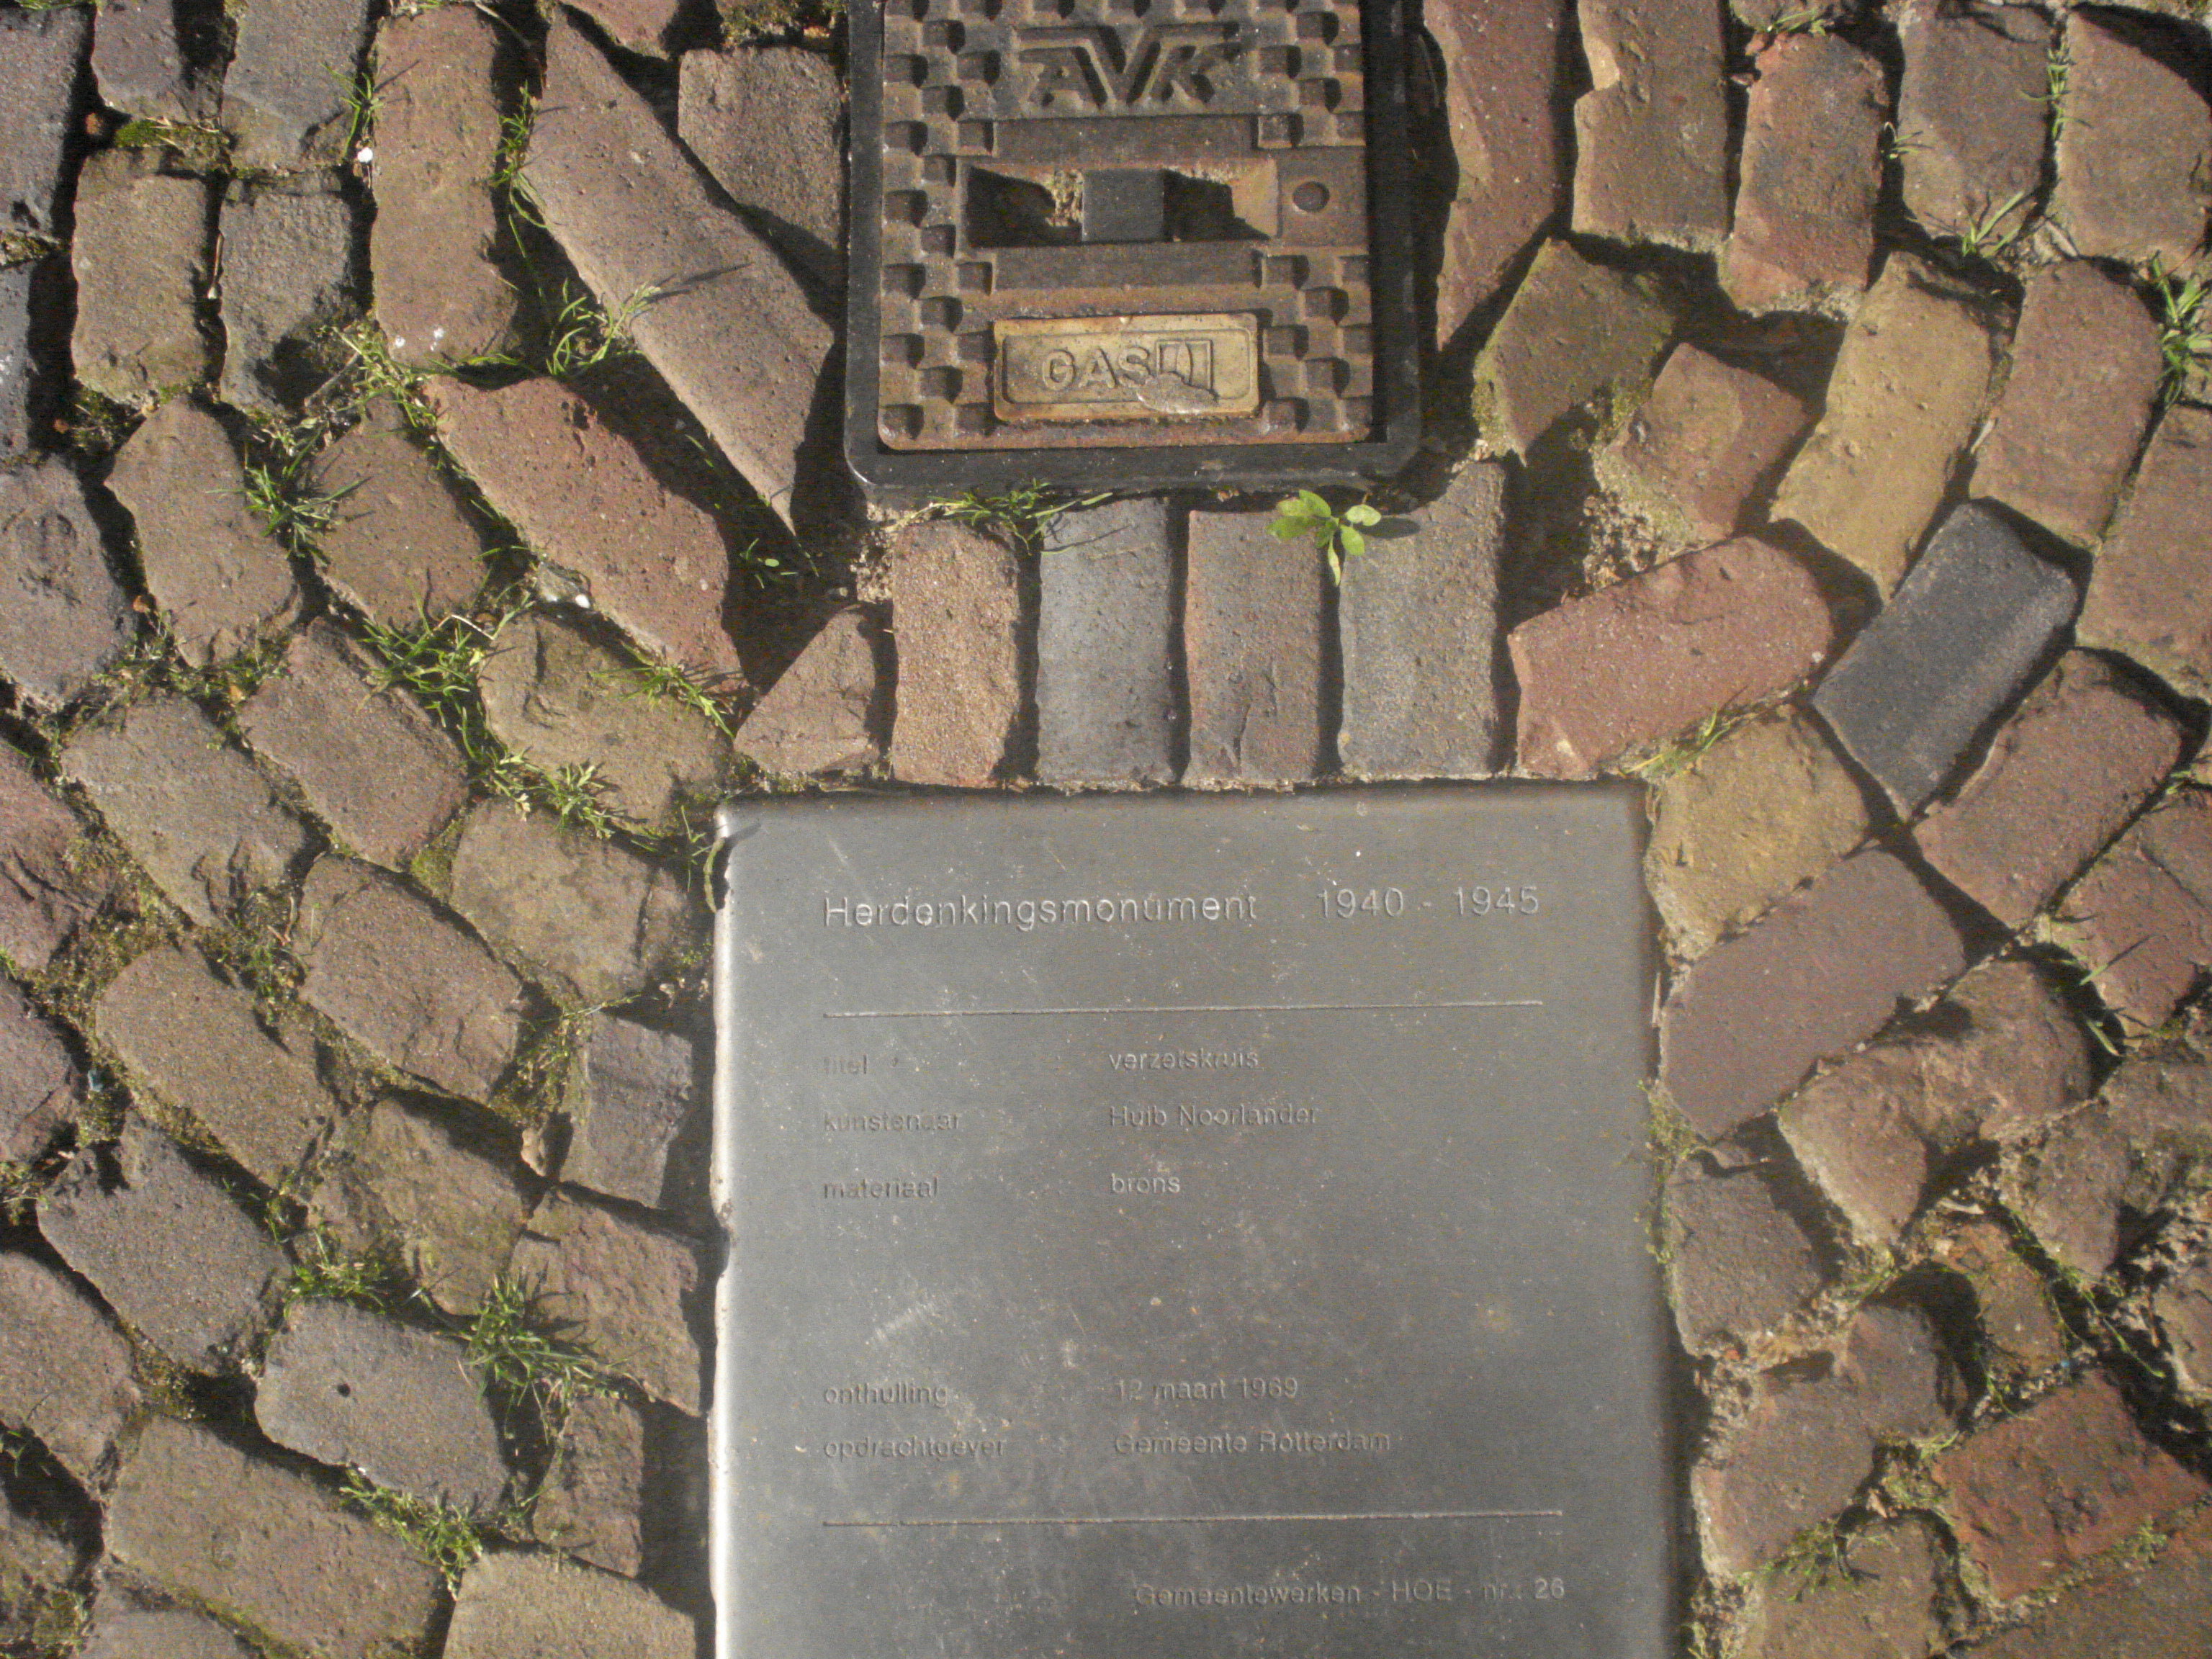 AVK
GAS
Herdenkingsmonument 1940 - 1945
titel verzetskruis
kunstenaar Huib Noorlander
materiaal brons
onthulling 12 maart 1969
opdrachtgever Gemeente Rotterdam
Gemeentewerken - HOE - nr. 26